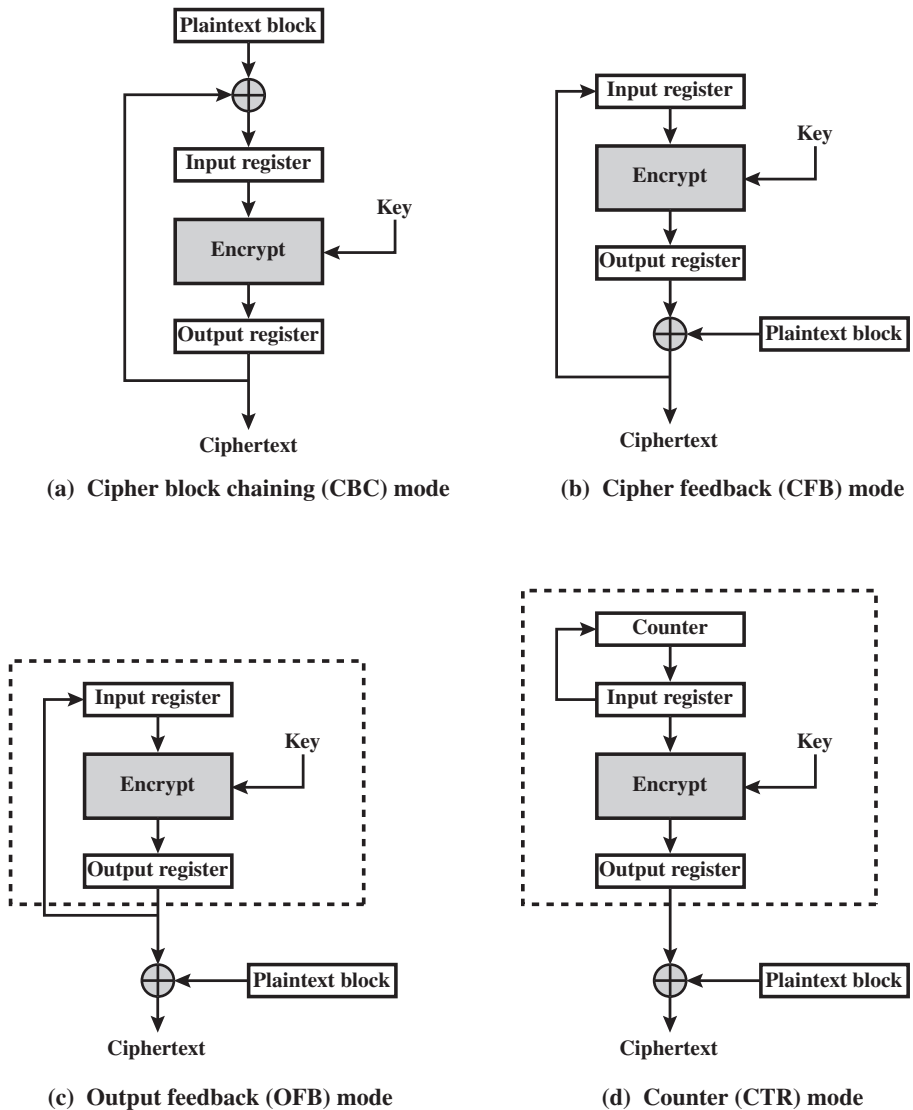 Plaintext block
Input register
Key
Encrypt
Output register
Ciphertext
(a) Cipher block chaining (CBC) mode
Input register
Key
Encrypt
Output register
Plaintext block
Ciphertext
(b) Cipher feedback (CFB) mode
Input register
Key
Encrypt
Output register
Plaintext block
Ciphertext
(c) Output feedback (OFB) mode
Counter
Input register
Key
Encrypt
Output register
Plaintext block
Ciphertext
(d) Counter (CTR) mode